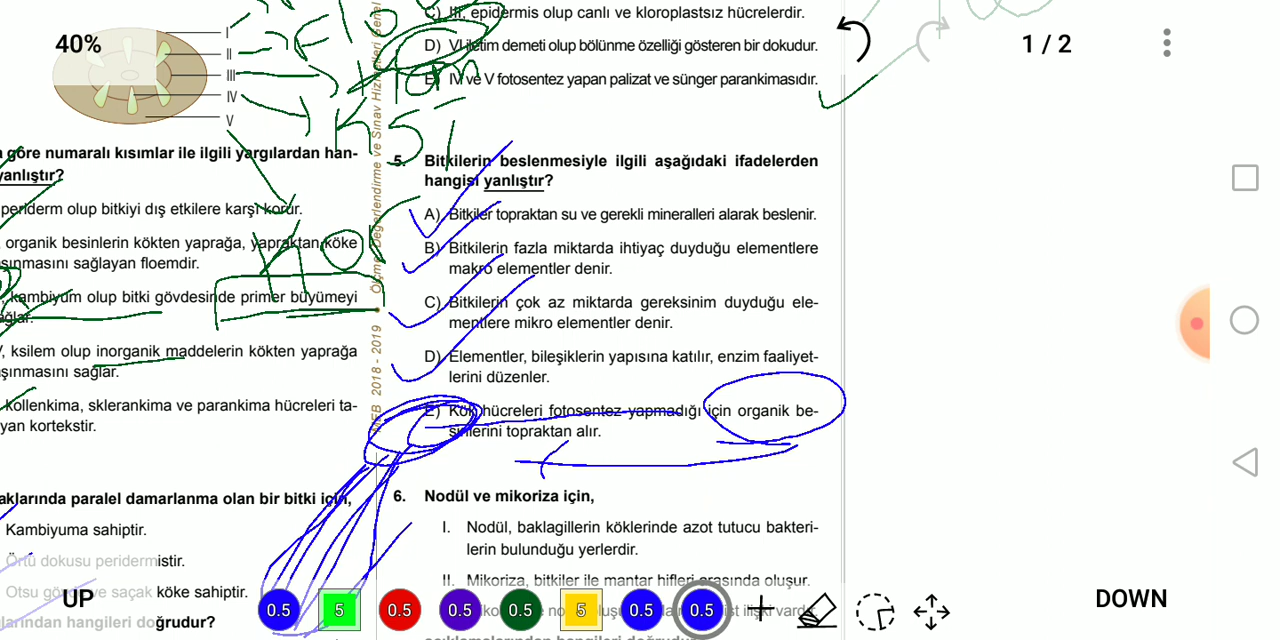 40%
1 / 2
I
II
III
IV
V
göre numaralı kısımlar ile ilgili yargılardan han-
yanlıştır?
periderm olup bitkiyi dış etkilere karşı korur.
organik besinlerin kökten yaprağa, yapraktan köke
şınmasını sağlayan floemdir.
kambiyum olup bitki gövdesinde primer büyümeyi
ağlar.
ksilem olup inorganik maddelerin kökten yaprağa
şınmasını sağlar.
kollenkima, sklerankima ve parankima hücreleri ta-
yan kortekstir.
aklarında paralel damarlanma olan bir bitki için,
Kambiyuma sahiptir.
Örtü dokusu peridermistir.
Otsu gövde ve saçak köke sahiptir.
larından hangileri doğrudur?
MEB 2018 - 2019 Ölçme, Değerlendirme ve Sınav Hizmetleri Genel
C) III, epidermis olup canlı ve kloroplastsız hücrelerdir.
D) VI iletim demeti olup bölünme özelliği gösteren bir dokudur.
E) IV ve V fotosentez yapan palizat ve sünger parankimasıdır.
5. Bitkilerin beslenmesiyle ilgili aşağıdaki ifadelerden
hangisi yanlıştır?
A) Bitkiler topraktan su ve gerekli mineralleri alarak beslenir.
B) Bitkilerin fazla miktarda ihtiyaç duyduğu elementlere
makro elementler denir.
C) Bitkilerin çok az miktarda gereksinim duyduğu ele-
mentlere mikro elementler denir.
D) Elementler, bileşiklerin yapısına katılır, enzim faaliyet-
lerini düzenler.
E) Kök hücreleri fotosentez yapmadığı için organik be-
sinlerini topraktan alır.
6. Nodül ve mikoriza için,
I. Nodül, baklagillerin köklerinde azot tutucu bakteri-
lerin bulunduğu yerlerdir.
II. Mikoriza, bitkiler ile mantar hifleri arasında oluşur.
açıklamalarından hangileri doğrudur?
UP
0.5
5
0.5
0.5
0.5
5
0.5
0.5
DOWN